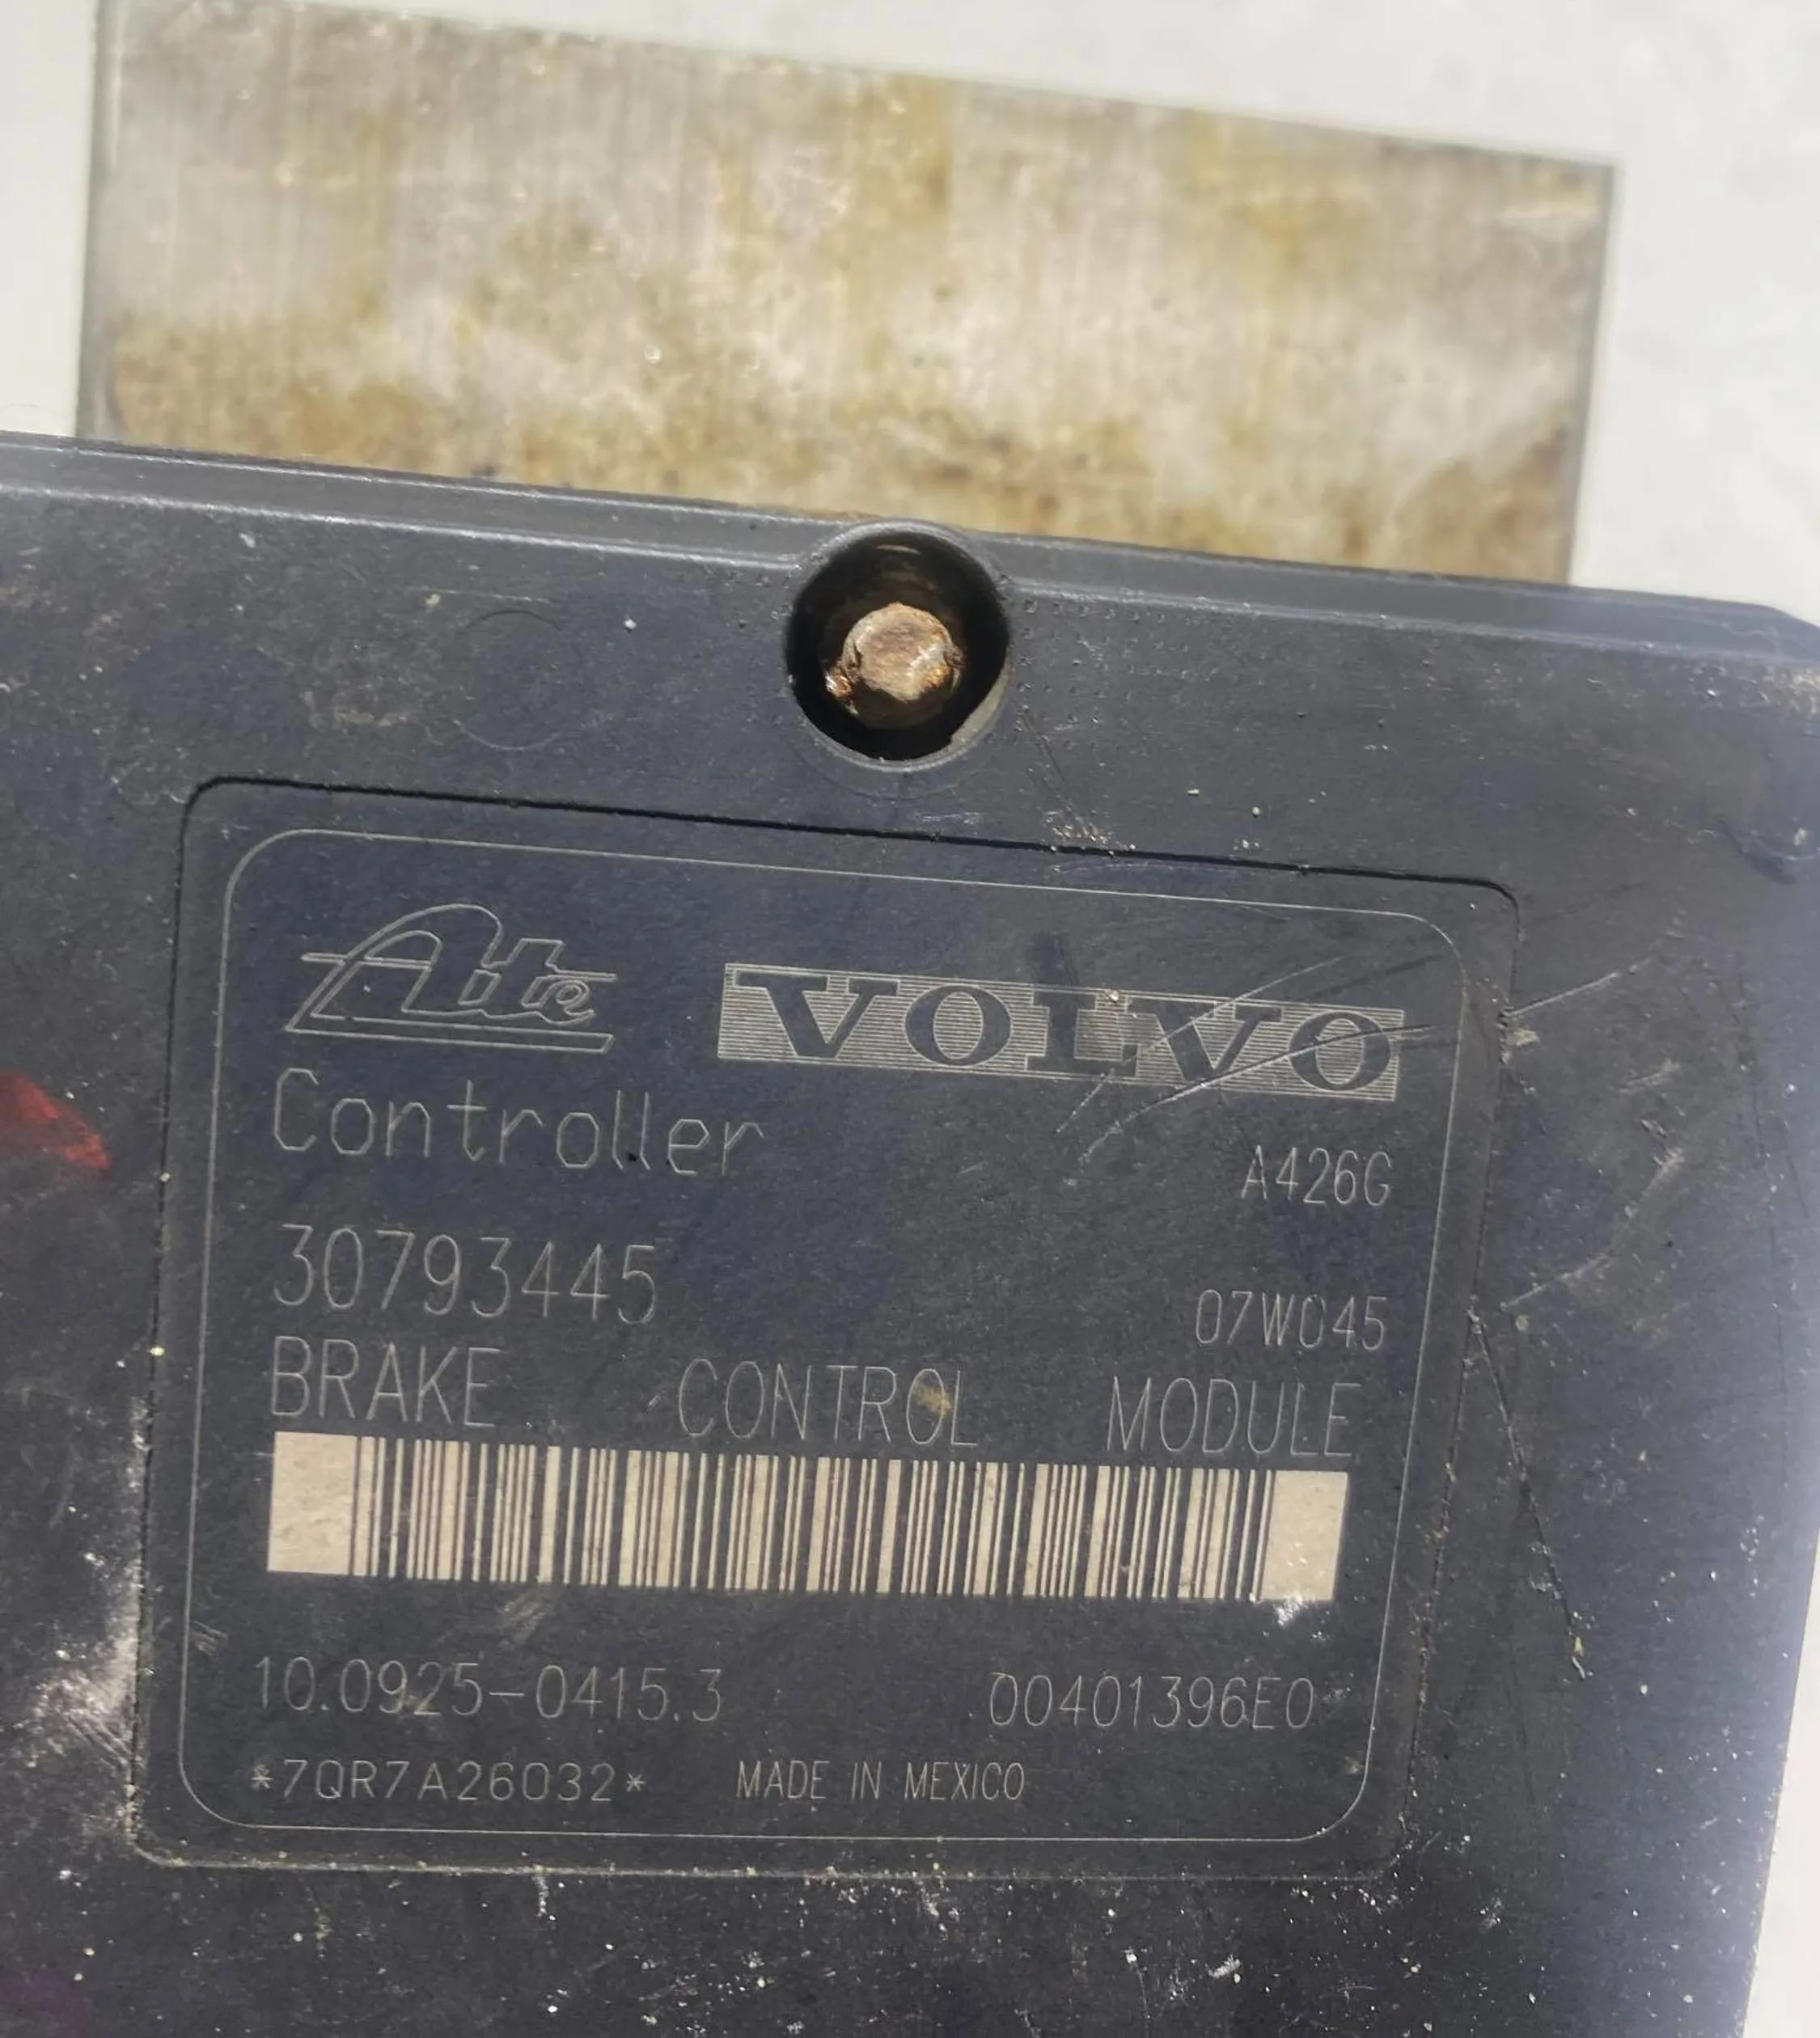 Ate VOLVO
Controller
A426G
30793445
07W045
BRAKE CONTROL MODULE
10.0925-0415.3 00401396E0
*7QR7A26032* MADE IN MEXICO